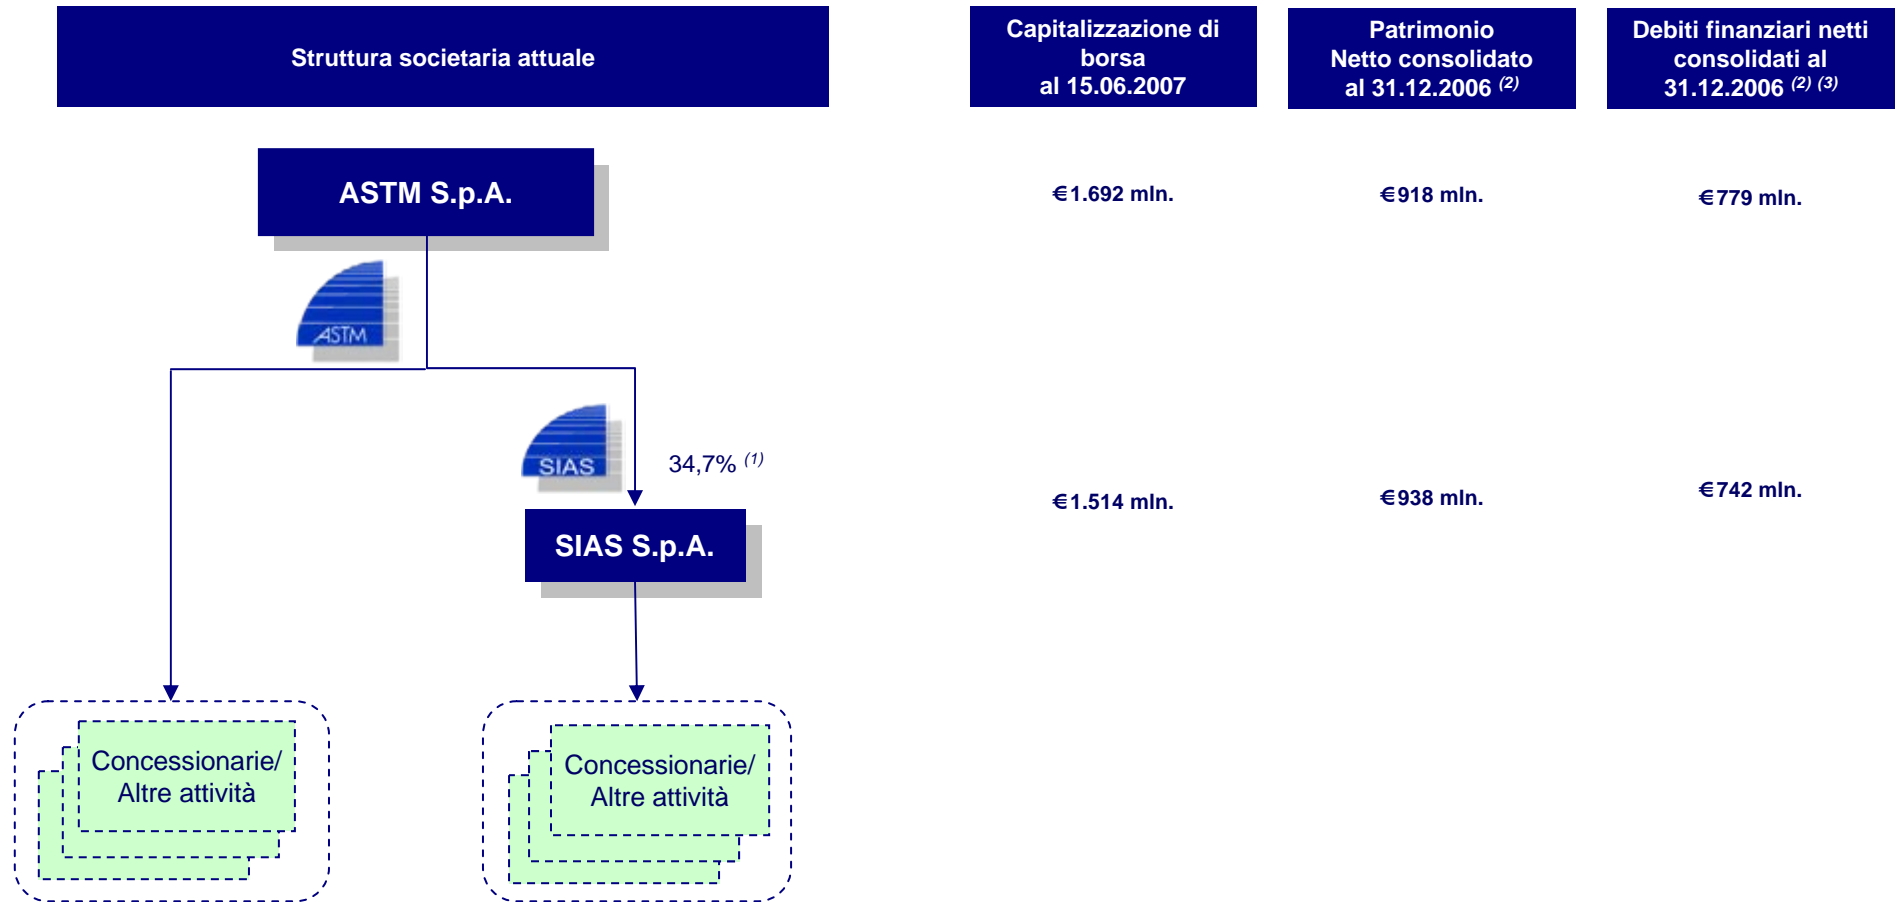 Struttura societaria attuale
Capitalizzazione di
borsa
al 15.06.2007
Patrimonio
Netto consolidato
al 31.12.2006 (2)
Debiti finanziari netti
consolidati al
31.12.2006 (2) (3)
ASTM S.p.A.
€1.692 mln.
€918 mln.
€779 mln.
ASTM
SIAS
34,7% (1)
€1.514 mln.
€938 mln.
€742 mln.
SIAS S.p.A.
Concessionarie/
Altre attività
Concessionarie/
Altre attività